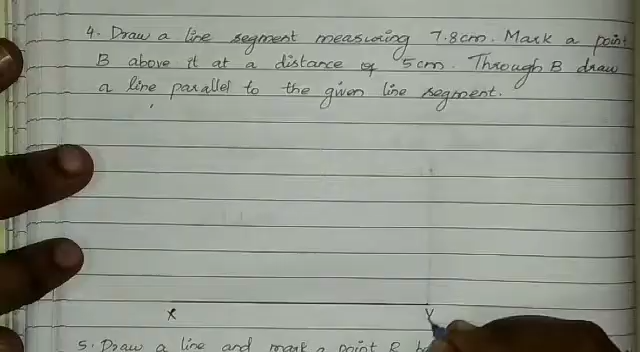 4. Draw a line segment measuring 7.8cm. Mark a point
B above it at a distance of 5cm. Through B draw
a line parallel to the given line segment.
X Y
5. Draw a line and mark a point R